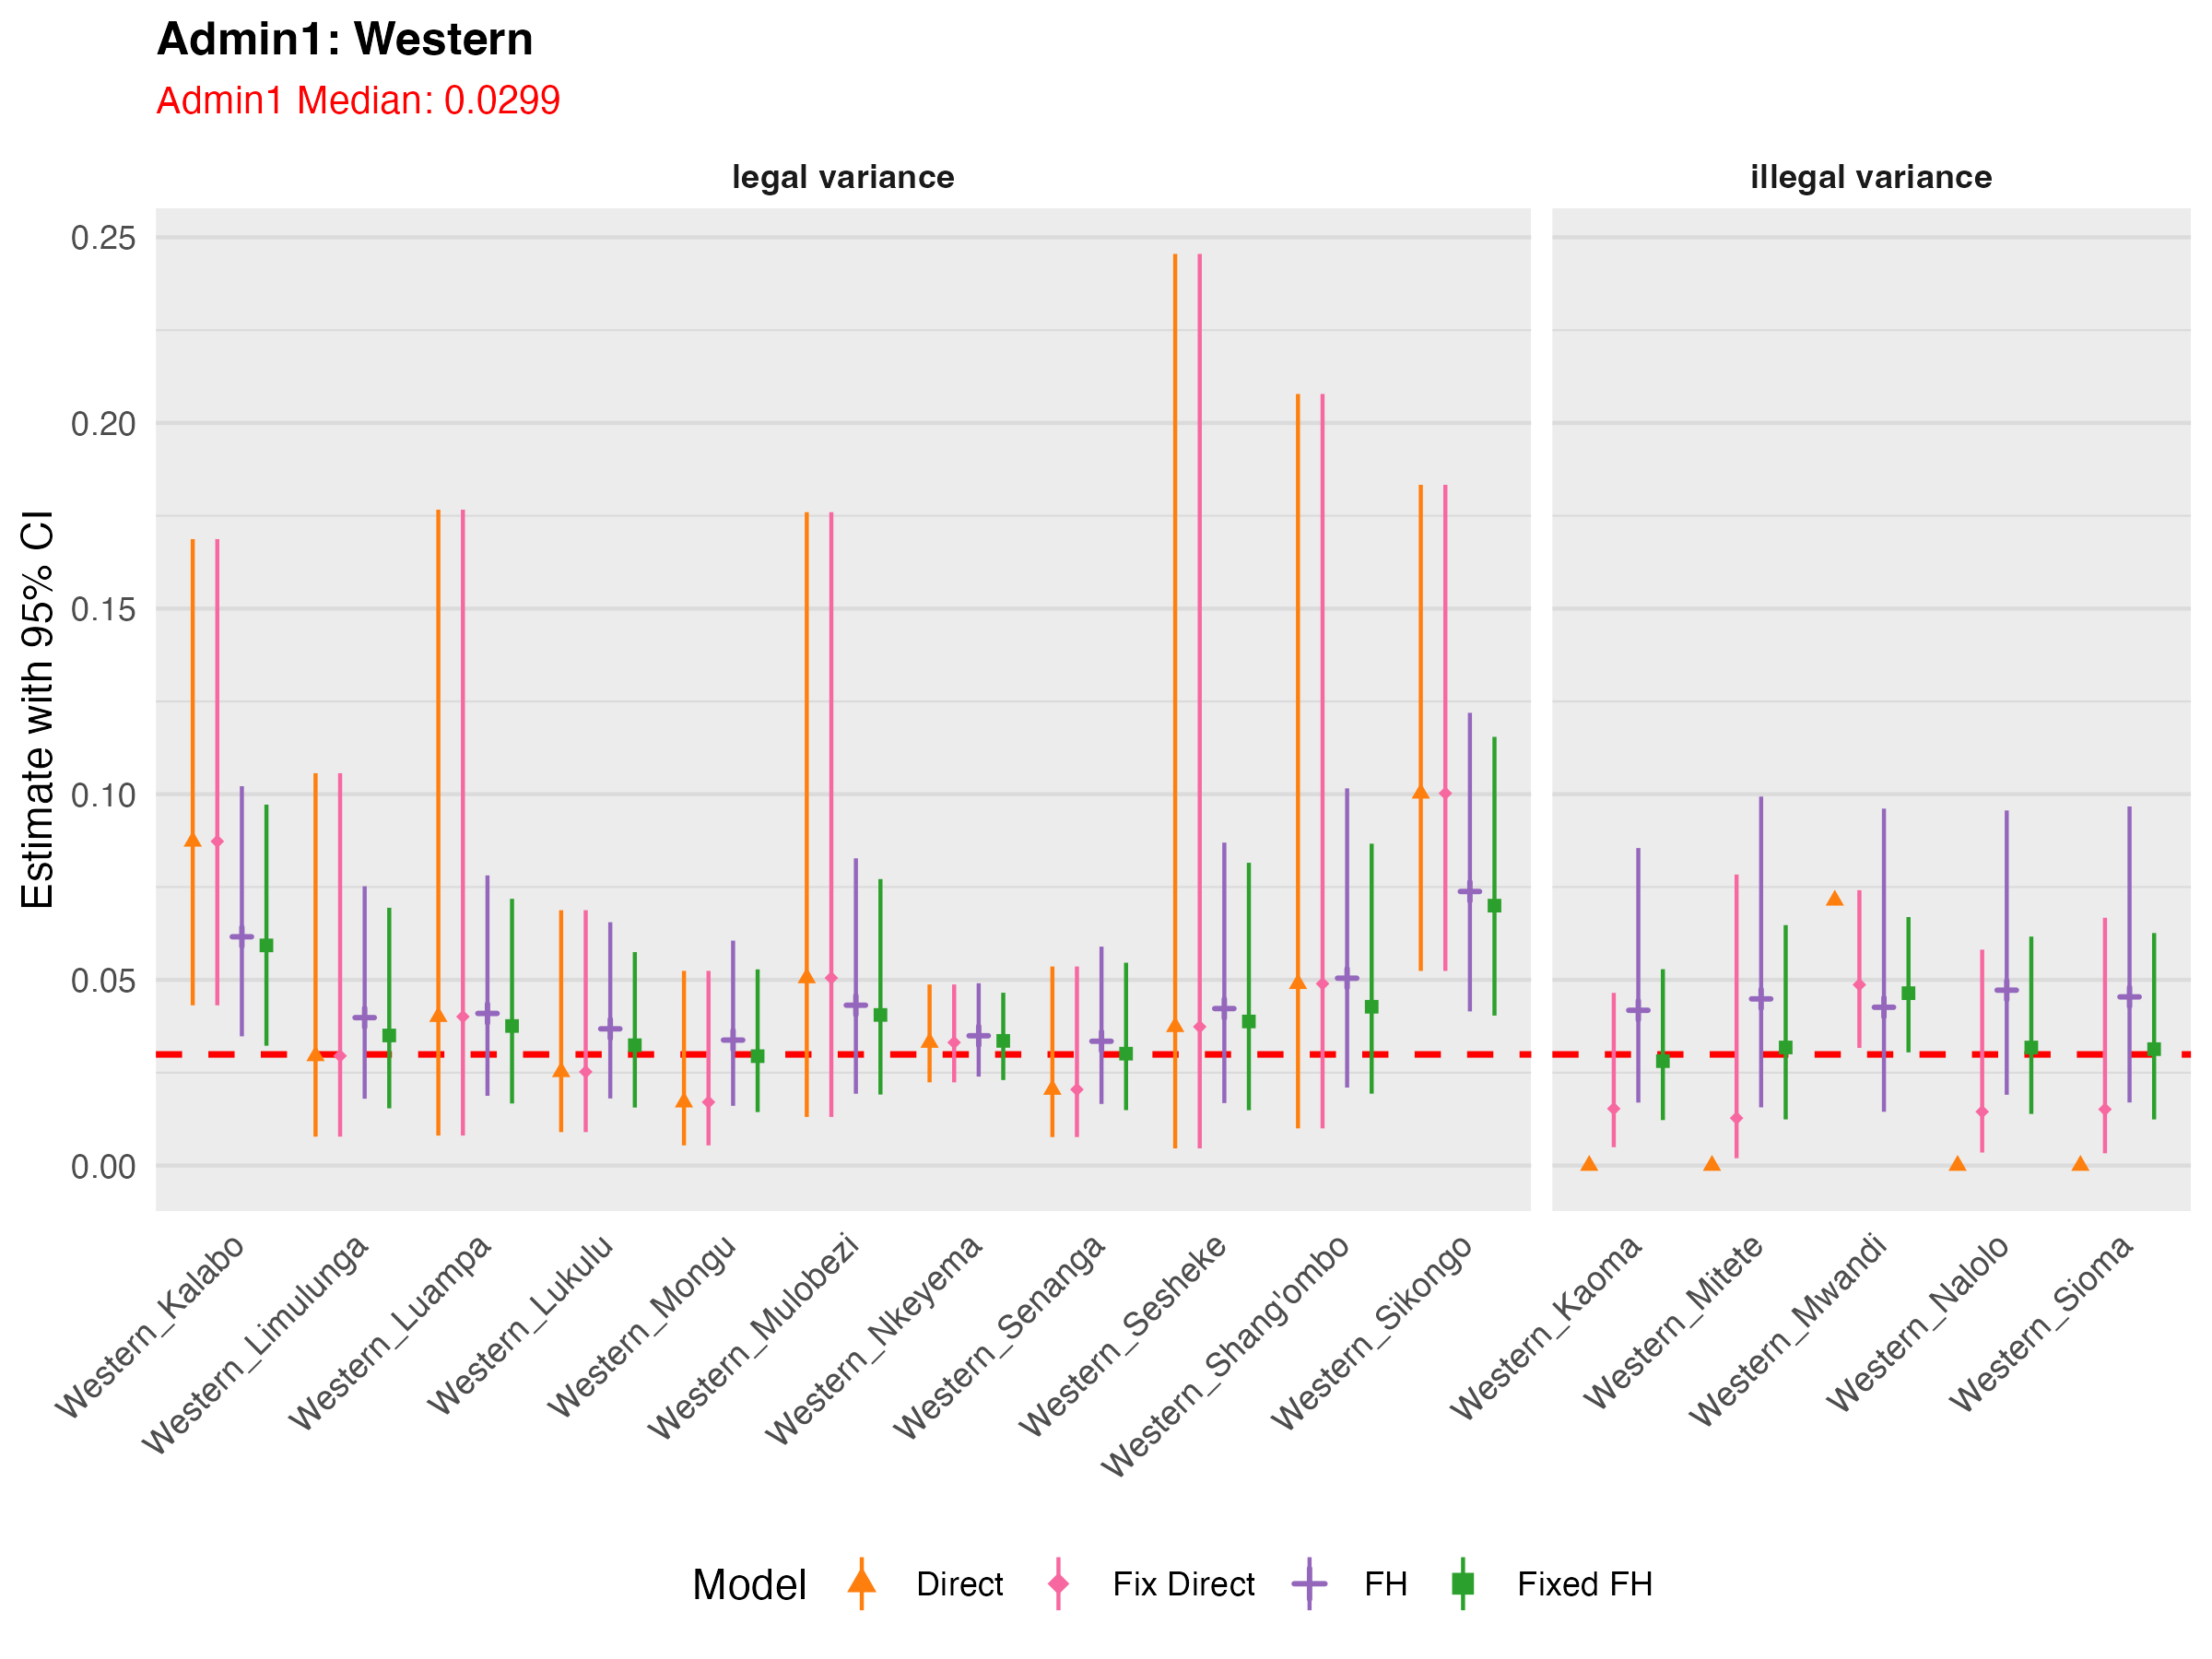 Admin1: Western
Admin1 Median: 0.0299
legal variance
illegal variance
Estimate with 95% CI
0.25
0.20
0.15
0.10
0.05
0.00
Western_Kalabo
Western_Limulunga
Western_Luampa
Western_Lukulu
Western_Mongu
Western_Mulobezi
Western_Nkeyema
Western_Senanga
Western_Sesheke
Western_Shang'ombo
Western_Sikongo
Western_Kaoma
Western_Mitete
Western_Mwandi
Western_Nalolo
Western_Sioma
Model Direct Fix Direct FH Fixed FH